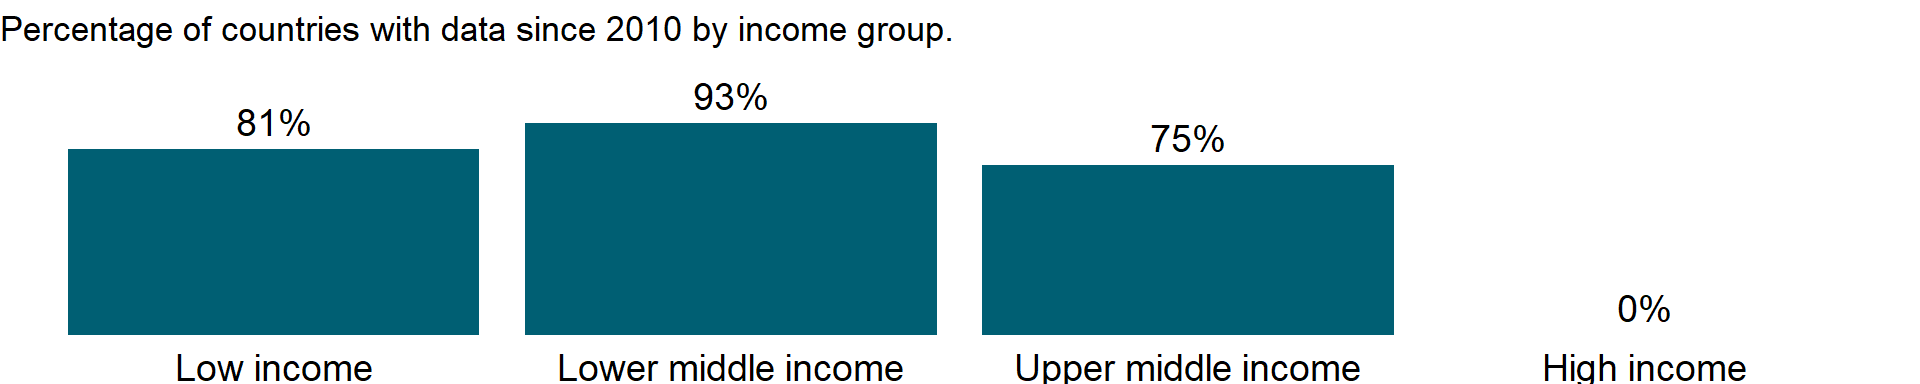 Percentage of countries with data since 2010 by income group.
81%
93%
75%
0%
Low income
Lower middle income
Upper middle income
High income